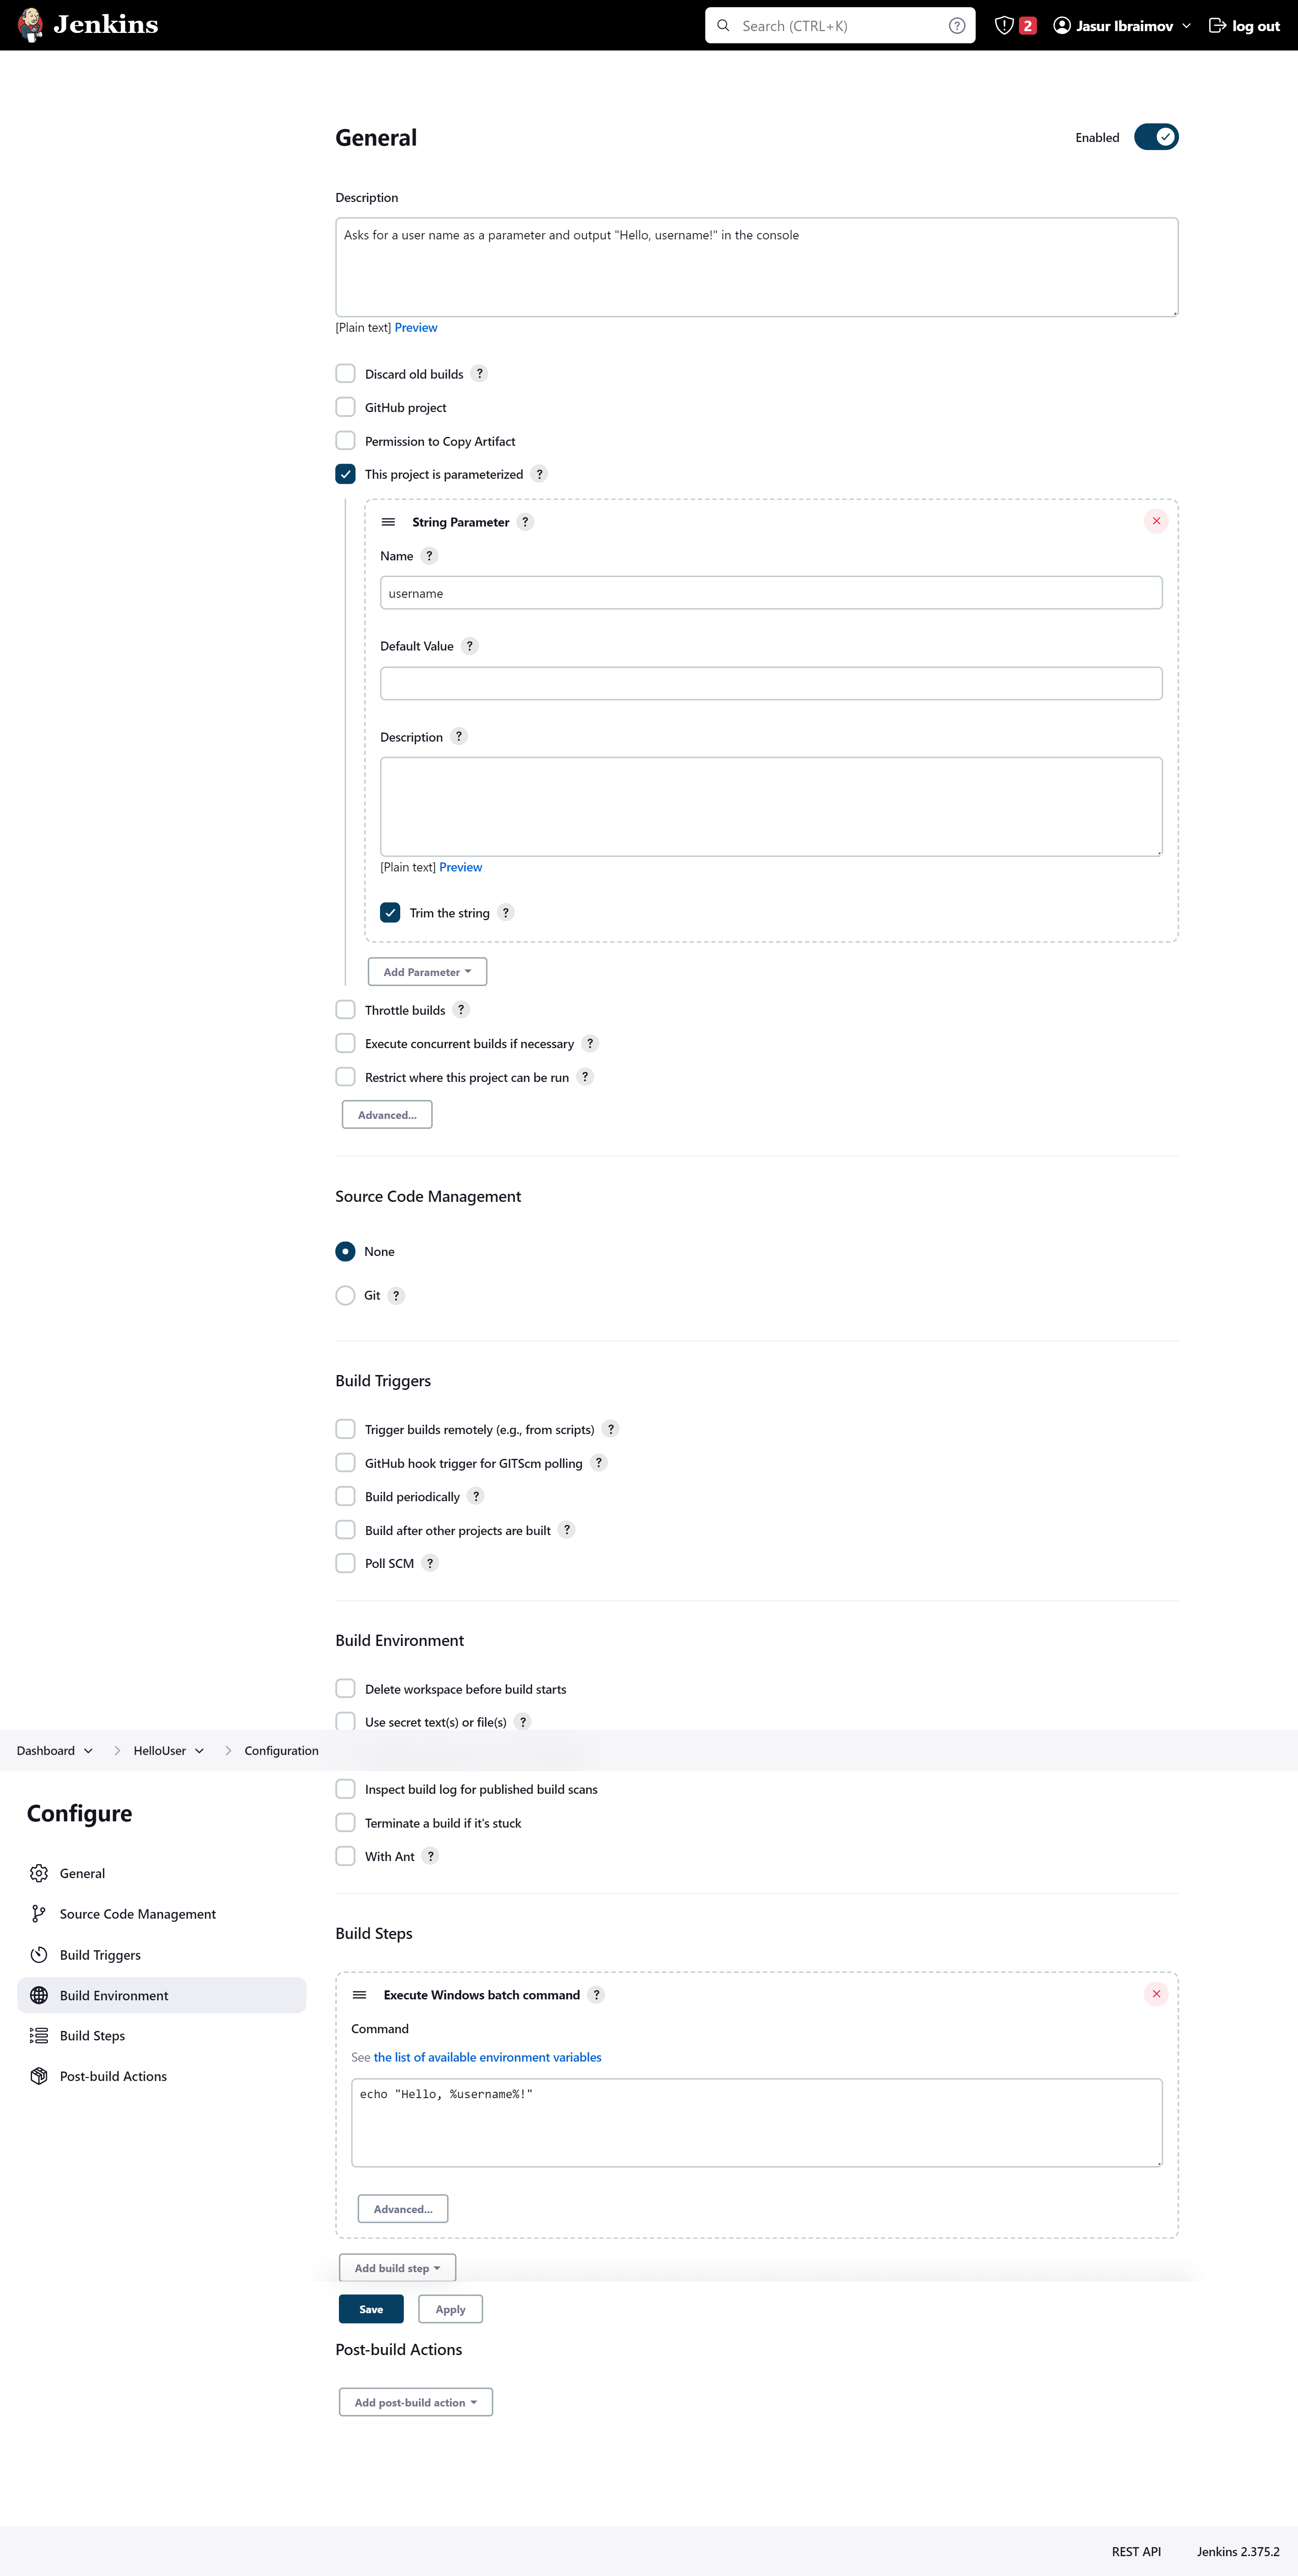 Jenkins
Search (CTRL+K)
?
2
Jasur Ibraimov
log out
General
Enabled
Description
Asks for a user name as a parameter and output "Hello, username!" in the console
[Plain text] Preview
Discard old builds ?
GitHub project
Permission to Copy Artifact
This project is parameterized ?
String Parameter ?
Name ?
username
Default Value ?
Description ?
[Plain text] Preview
Trim the string ?
Add Parameter
Throttle builds ?
Execute concurrent builds if necessary ?
Restrict where this project can be run ?
Advanced...
Source Code Management
None
Git ?
Build Triggers
Trigger builds remotely (e.g., from scripts) ?
GitHub hook trigger for GITScm polling ?
Build periodically ?
Build after other projects are built ?
Poll SCM ?
Build Environment
Delete workspace before build starts
Use secret text(s) or file(s) ?
Dashboard
HelloUser
Configuration
Inspect build log for published build scans
Terminate a build if it's stuck
With Ant ?
Configure
General
Source Code Management
Build Triggers
Build Environment
Build Steps
Post-build Actions
Build Steps
Execute Windows batch command ?
Command
See the list of available environment variables
echo "Hello, %username%!"
Advanced...
Add build step
Save
Apply
Post-build Actions
Add post-build action
REST API
Jenkins 2.375.2